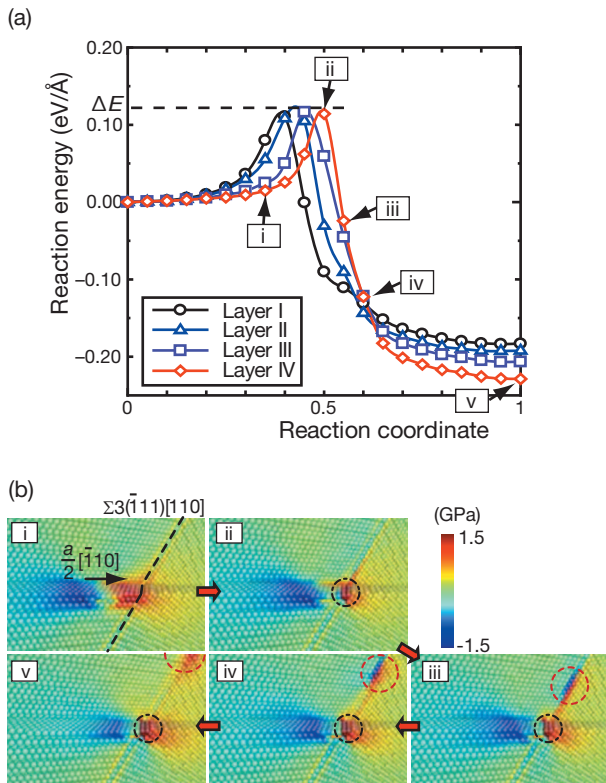 (a)
0.20
ii
ΔE
0.10
Reaction energy (eV/Å)
0.00
i
iii
iv
−0.10
Layer I
Layer II
Layer III
Layer IV
−0.20
v
0
0.5
1
Reaction coordinate
(b)
Σ3(1̅11)[110]
(GPa)
i
ii
1.5
a/2[1̅10]
-1.5
v
iv
iii